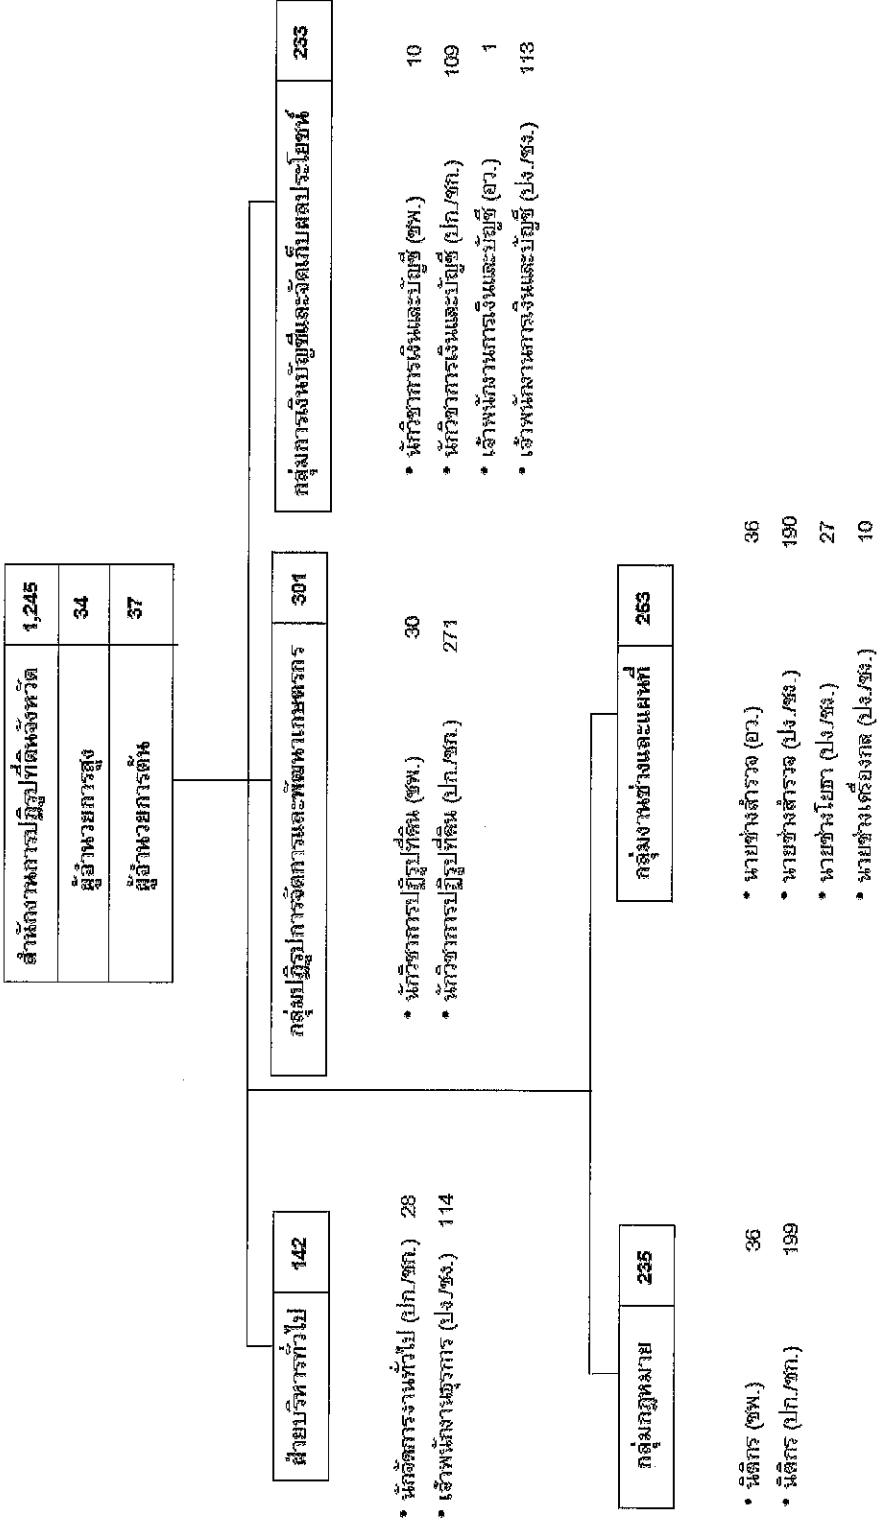 สำนักงานการปฏิรูปที่ดินจังหวัด 1,245
ผู้อำนวยการสูง 34
ผู้อำนวยการต้น 37
ฝ่ายบริหารทั่วไป 142
• นักจัดการงานทั่วไป (ปก./ชก.) 28
• เจ้าพนักงานธุรการ (ปง./ชง.) 114
กลุ่มปฏิรูปการจัดการและพัฒนาเกษตรกร 301
• นักวิชาการปฏิรูปที่ดิน (ชพ.) 30
• นักวิชาการปฏิรูปที่ดิน (ปก./ชก.) 271
กลุ่มการเงินบัญชีและจัดเก็บผลประโยชน์ 233
• นักวิชาการเงินและบัญชี (ชพ.) 10
• นักวิชาการเงินและบัญชี (ปก./ชก.) 109
• เจ้าพนักงานการเงินและบัญชี (อว.) 1
• เจ้าพนักงานการเงินและบัญชี (ปง./ชง.) 113
กลุ่มกฎหมาย 235
• นิติกร (ชพ.) 36
• นิติกร (ปก./ชก.) 199
กลุ่มงานช่างและแผนที่ 263
• นายช่างสำรวจ (อว.) 36
• นายช่างสำรวจ (ปง./ชง.) 190
• นายช่างโยธา (ปง./ชง.) 27
• นายช่างเครื่องกล (ปง./ชง.) 10